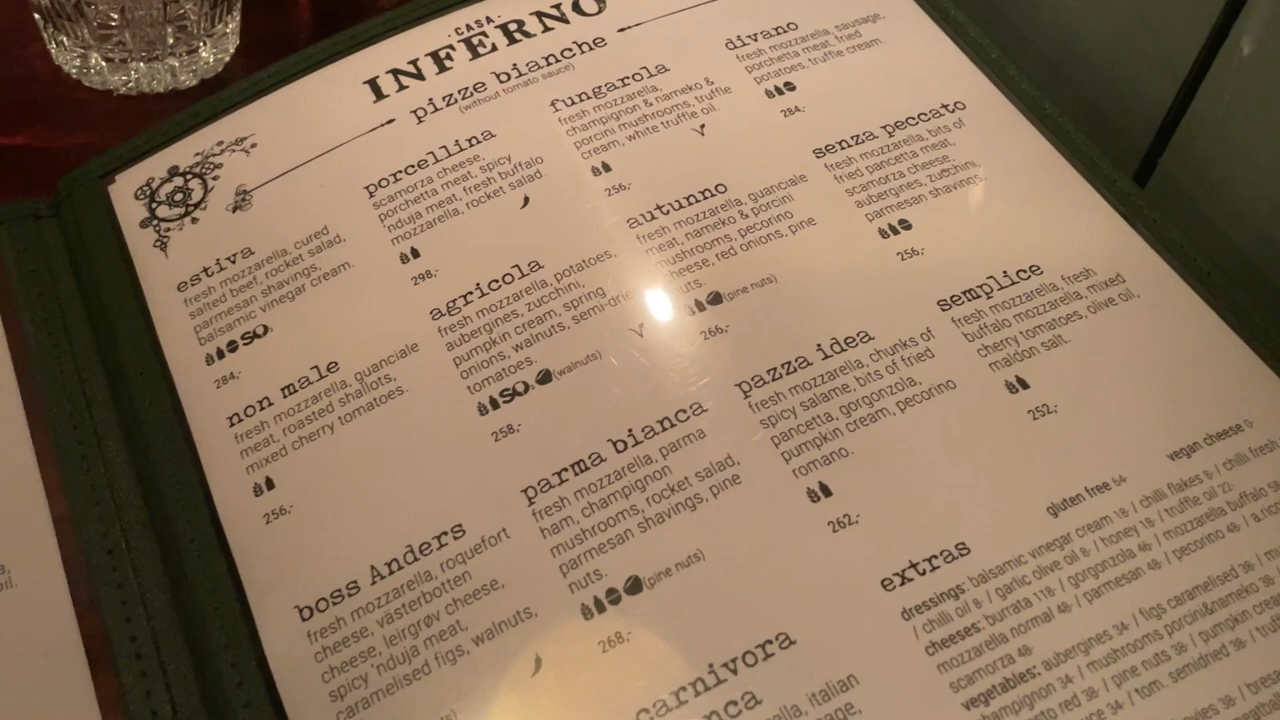 .CASA.
INFERNO
pizze bianche
(without tomato sauce)
estiva
fresh mozzarella, cured
salted beef, rocket salad,
parmesan shavings,
balsamic vinegar cream.
SO₂
284,-
non male
fresh mozzarella, guanciale
meat, roasted shallots,
mixed cherry tomatoes.
256,-
boss Anders
fresh mozzarella, roquefort
cheese, västerbotten
cheese, leirgrøv cheese,
spicy 'nduja meat,
caramelised figs, walnuts,
porcellina
scamorza cheese,
porchetta meat, spicy
'nduja meat, fresh buffalo
mozzarella, rocket salad.
298,-
agricola
fresh mozzarella, potatoes,
aubergines, zucchini,
pumpkin cream, spring
onions, walnuts, semi-dried
tomatoes.
SO₂ (walnuts)
258,-
parma bianca
fresh mozzarella, parma
ham, champignon
mushrooms, rocket salad,
parmesan shavings, pine
nuts.
(pine nuts)
268,-
carnivora
fungarola
fresh mozzarella,
champignon & nameko &
porcini mushrooms, truffle
cream, white truffle oil.
256,-
autunno
fresh mozzarella, guanciale
meat, nameko & porcini
mushrooms, pecorino
cheese, red onions, pine
nuts.
(pine nuts)
266,-
pazza idea
fresh mozzarella, chunks of
spicy salame, bits of fried
pancetta, gorgonzola,
pumpkin cream, pecorino
romano.
262,-
divano
fresh mozzarella, sausage,
porchetta meat, fried
potatoes, truffle cream.
284,-
senza peccato
fresh mozzarella, bits of
fried pancetta meat,
scamorza cheese,
aubergines, zucchini,
parmesan shavings.
256,-
semplice
fresh mozzarella, fresh
buffalo mozzarella, mixed
cherry tomatoes, olive oil,
maldon salt.
252,-
gluten free 64- vegan cheese 0-
extras
dressings: balsamic vinegar cream 18- / chilli flakes 8- / chilli fresh
/ chilli oil 8- / garlic olive oil 8- / honey 18- / truffle oil 22-
cheeses: burrata 118- / gorgonzola 46- / mozzarella buffalo
mozzarella normal 48- / parmesan 48- / pecorino 48- /
scamorza 48-
vegetables: aubergines 34- / figs caramelised 38- /
champignon 34- / mushrooms porcini&nameko 38-
red 38- / pine nuts 38- / pumpkin
34- / tom. semidried 38- /